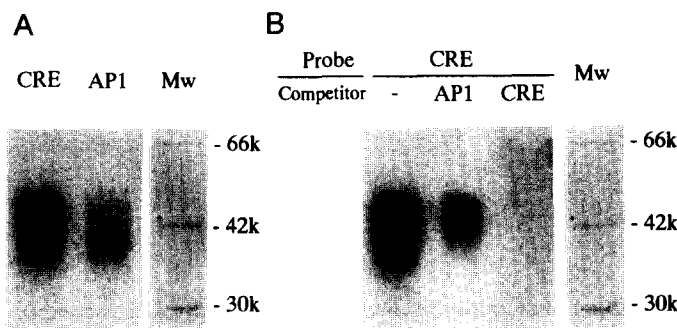 A
CRE AP1 Mw
- 66k
- 42k
- 30k
B
Probe CRE Mw
Competitor - AP1 CRE
- 66k
- 42k
- 30k